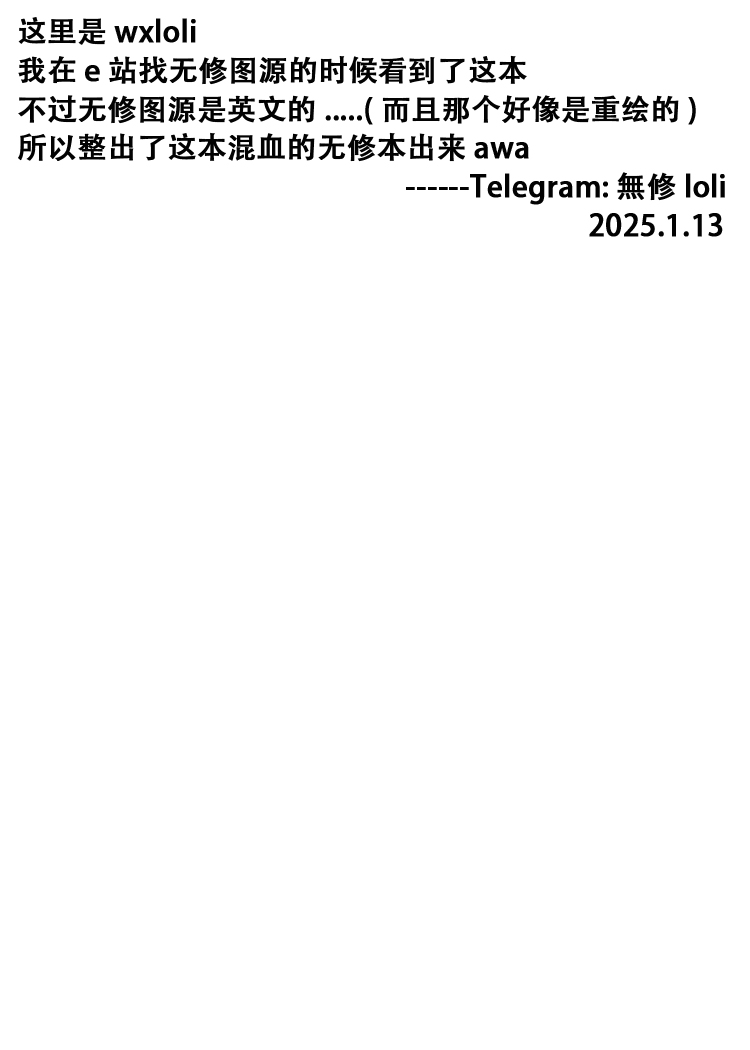 这里是 wxloli
我在 e 站找无修图源的时候看到了这本
不过无修图源是英文的 .....( 而且那个好像是重绘的 )
所以整出了这本混血的无修本出来 awa
------Telegram: 無修 loli
2025.1.13